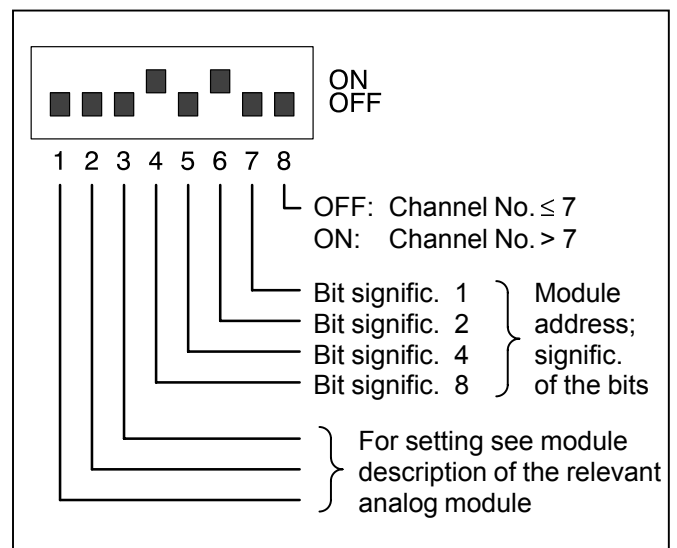 ON
OFF
1 2 3 4 5 6 7 8
OFF: Channel No. ≤ 7
ON: Channel No. > 7
Bit signific. 1
Bit signific. 2
Bit signific. 4
Bit signific. 8
Module
address;
signific.
of the bits
For setting see module
description of the relevant
analog module